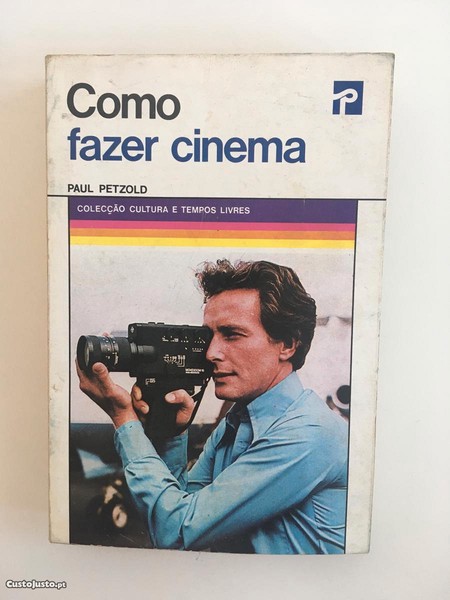 Como
fazer cinema
PAUL PETZOLD
COLECÇÃO CULTURA E TEMPOS LIVRES
CustoJusto.pt